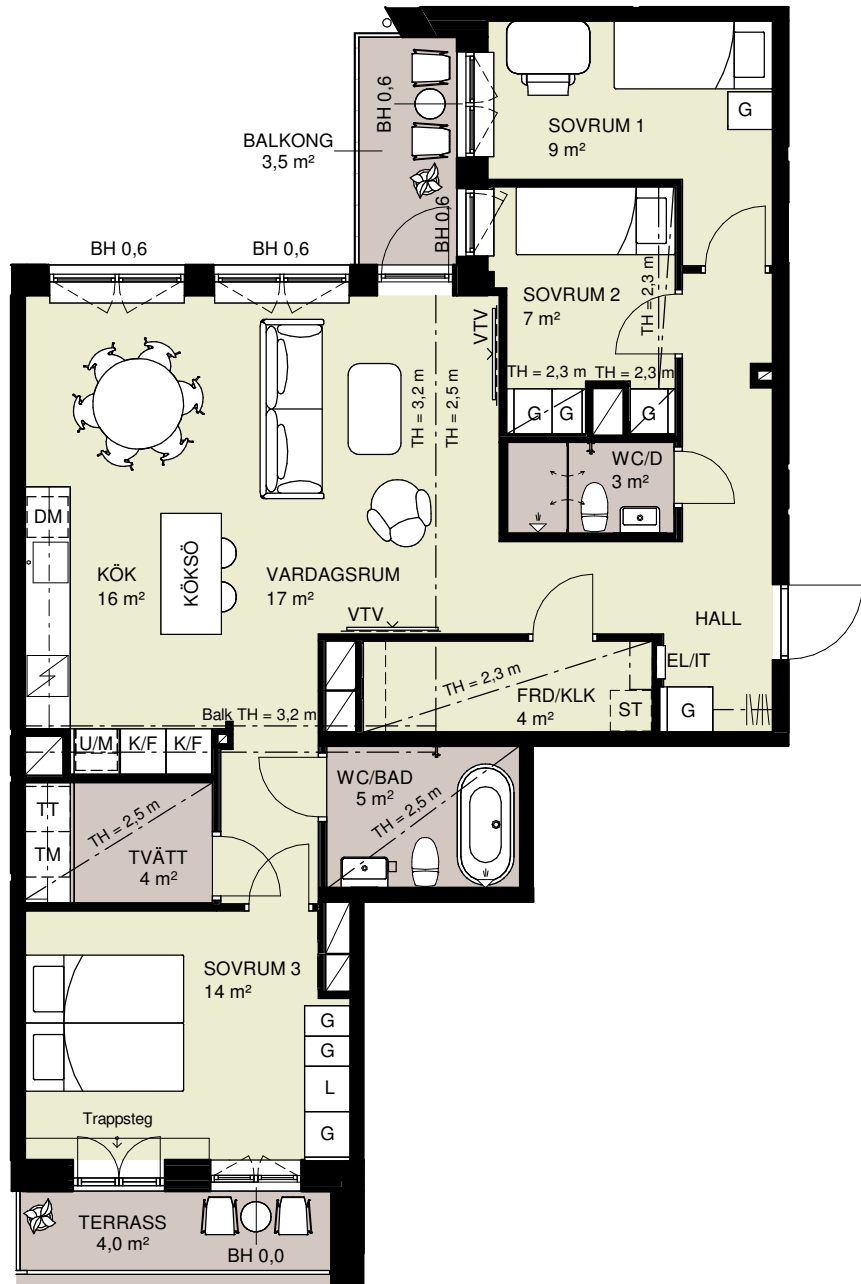 BALKONG
3,5 m²
BH 0,6
BH 0,6
SOVRUM 1
9 m²
G
BH 0,6
BH 0,6
SOVRUM 2
7 m²
TH = 2,3 m
TH = 2,3 m
TH = 2,3 m
G
G
G
VTV
TH = 3,2 m
TH = 2,5 m
WC/D
3 m²
DM
KÖK
16 m²
KÖKSÖ
VARDAGSRUM
17 m²
VTV
HALL
EL/IT
G
TH = 2,3 m
FRD/KLK
4 m²
ST
Balk TH = 3,2 m
U/M
K/F
K/F
TT
TM
TH = 2,5 m
TVÄTT
4 m²
WC/BAD
5 m²
TH = 2,5 m
SOVRUM 3
14 m²
G
G
L
G
Trappsteg
TERRASS
4,0 m²
BH 0,0